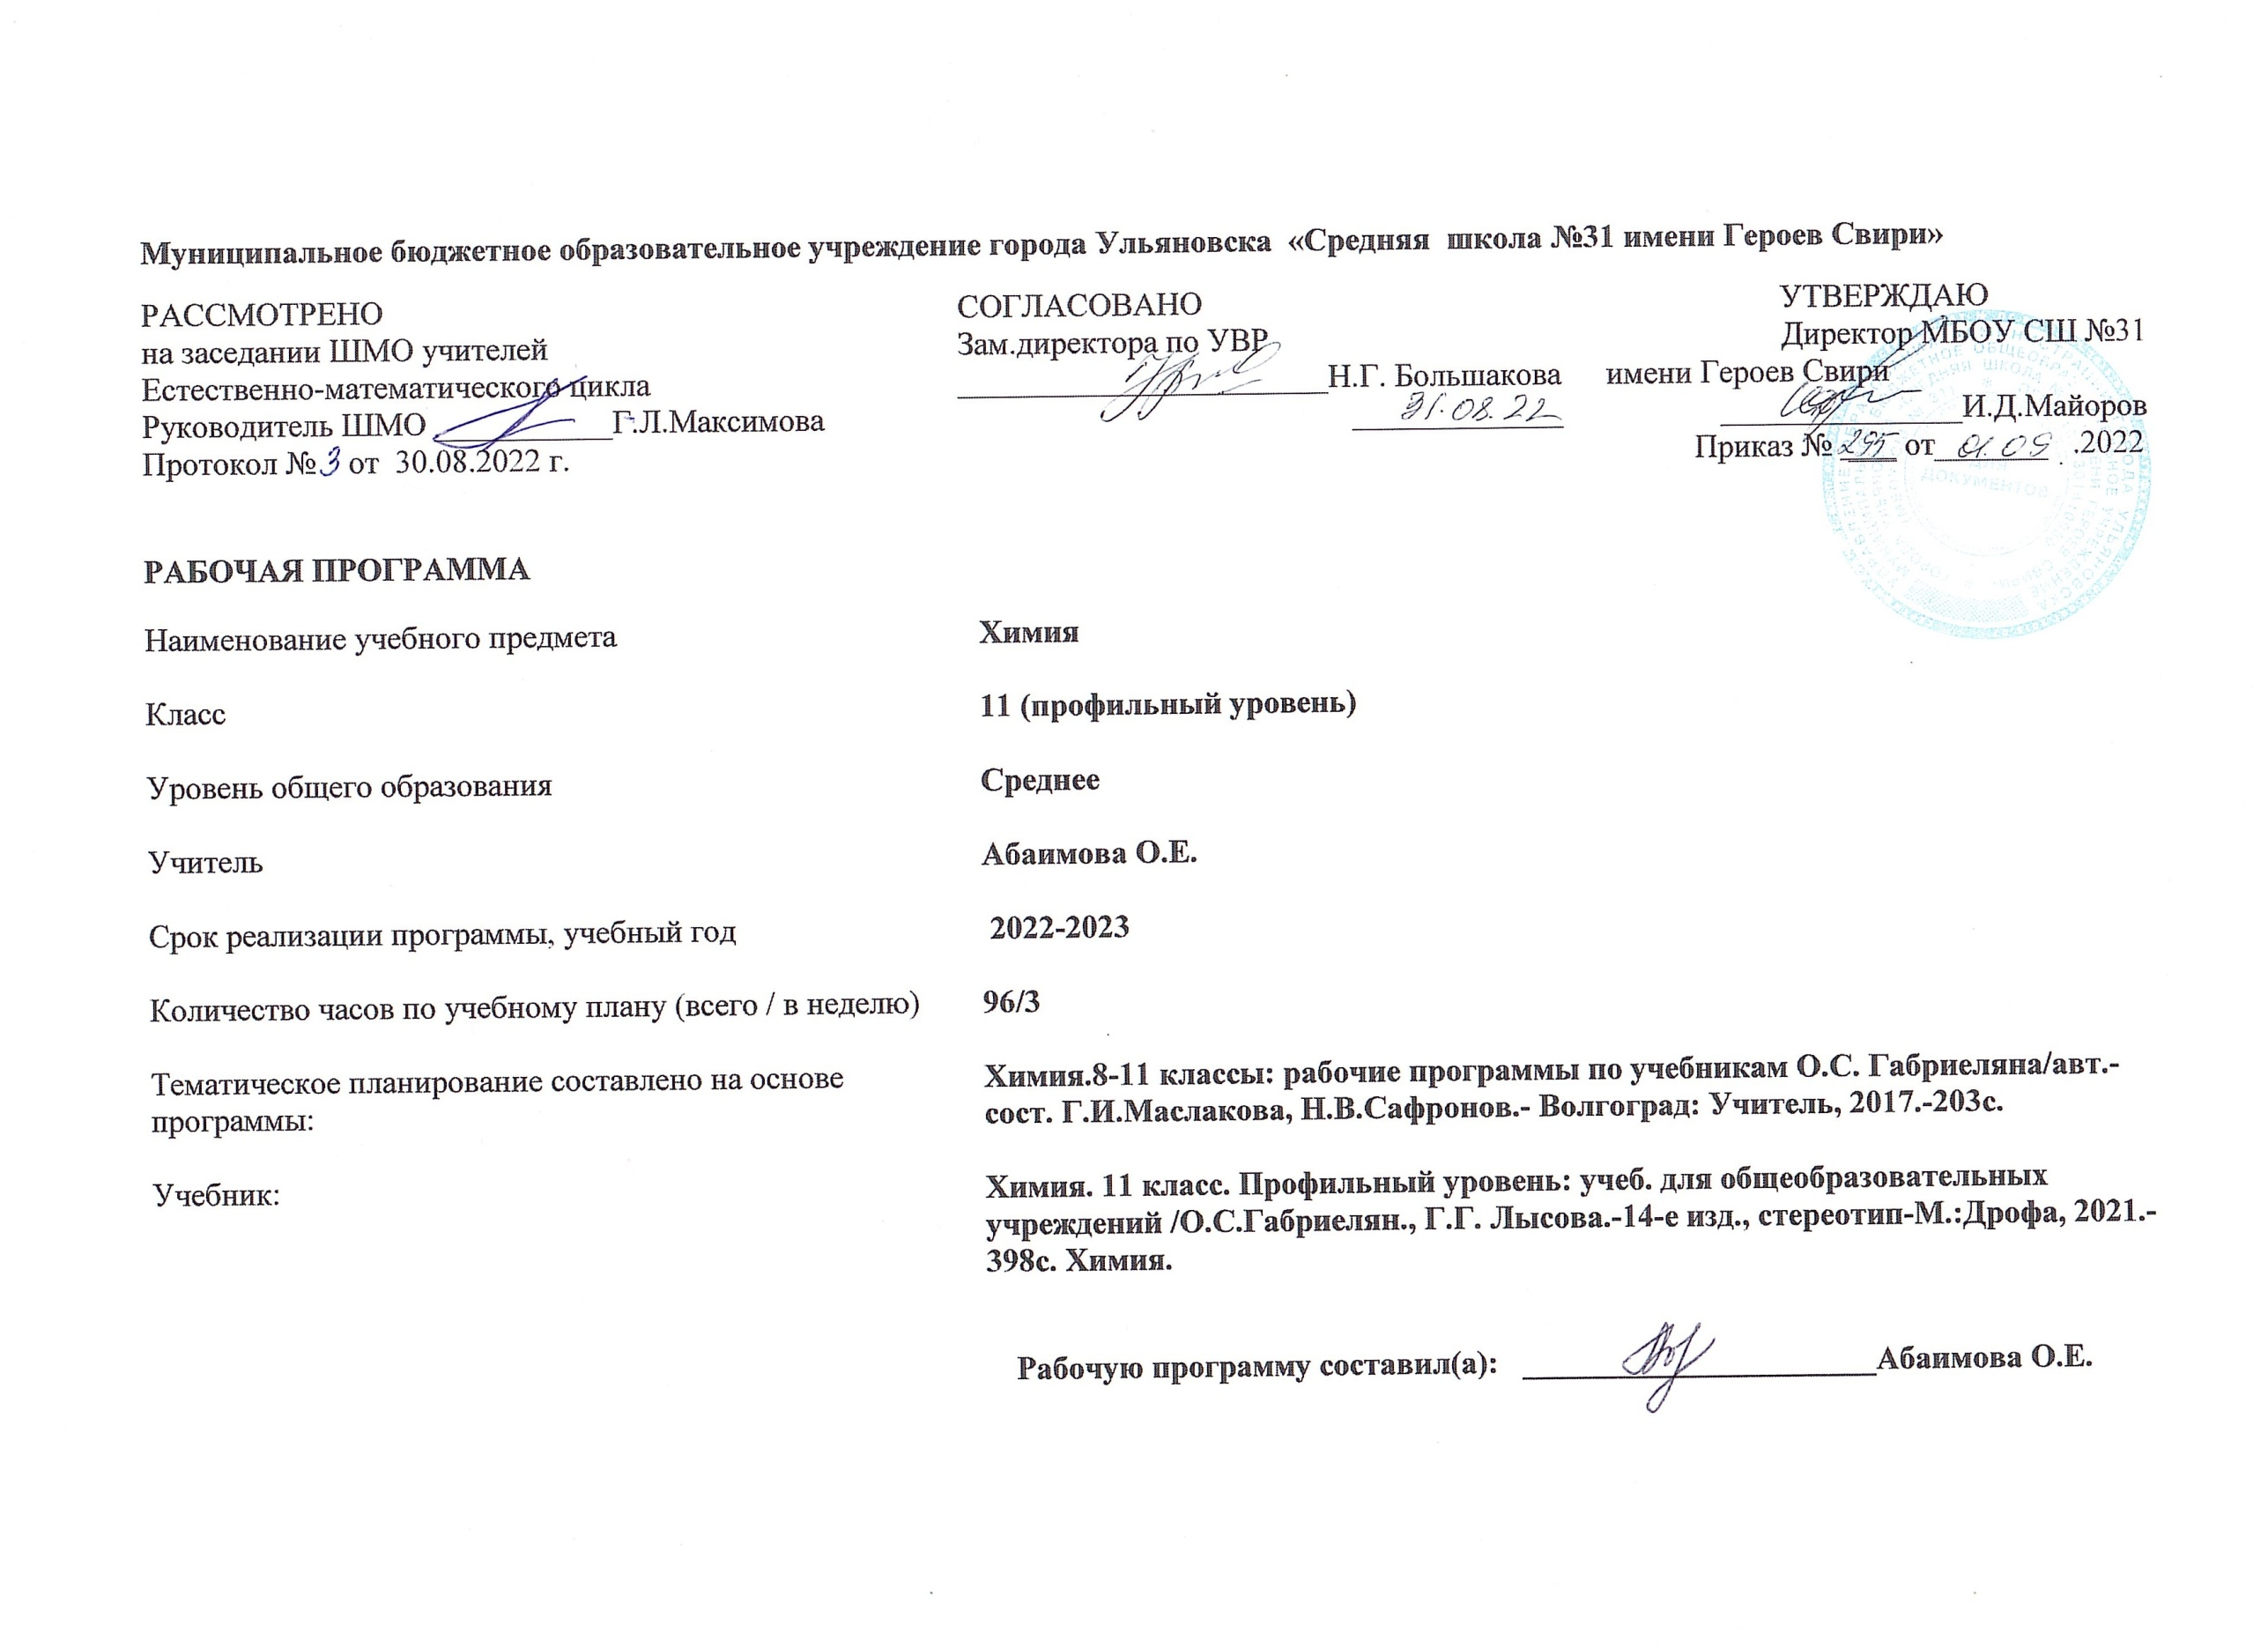 Муниципальное бюджетное образовательное учреждение города Ульяновска «Средняя школа №31 имени Героев Свири»
РАССМОТРЕНО
на заседании ШМО учителей
Естественно-математического цикла
Руководитель ШМО Г.Л.Максимова
Протокол №3 от 30.08.2022 г.
СОГЛАСОВАНО
Зам.директора по УВР
Н.Г. Большакова
31.08.22
УТВЕРЖДАЮ
Директор МБОУ СШ №31
имени Героев Свири
И.Д.Майоров
Приказ № 295 от 01.09 .2022
ДОКУМЕНТОВ
РАБОЧАЯ ПРОГРАММА
Наименование учебного предмета Химия
Класс 11 (профильный уровень)
Уровень общего образования Среднее
Учитель Абаимова О.Е.
Срок реализации программы, учебный год 2022-2023
Количество часов по учебному плану (всего / в неделю) 96/3
Тематическое планирование составлено на основе
программы:
Химия.8-11 классы: рабочие программы по учебникам О.С. Габриеляна/авт.-
сост. Г.И.Маслакова, Н.В.Сафронов.- Волгоград: Учитель, 2017.-203с.
Учебник:
Химия. 11 класс. Профильный уровень: учеб. для общеобразовательных
учреждений /О.С.Габриелян., Г.Г. Лысова.-14-е изд., стереотип-М.:Дрофа, 2021.-
398с. Химия.
Рабочую программу составил(а): Абаимова О.Е.